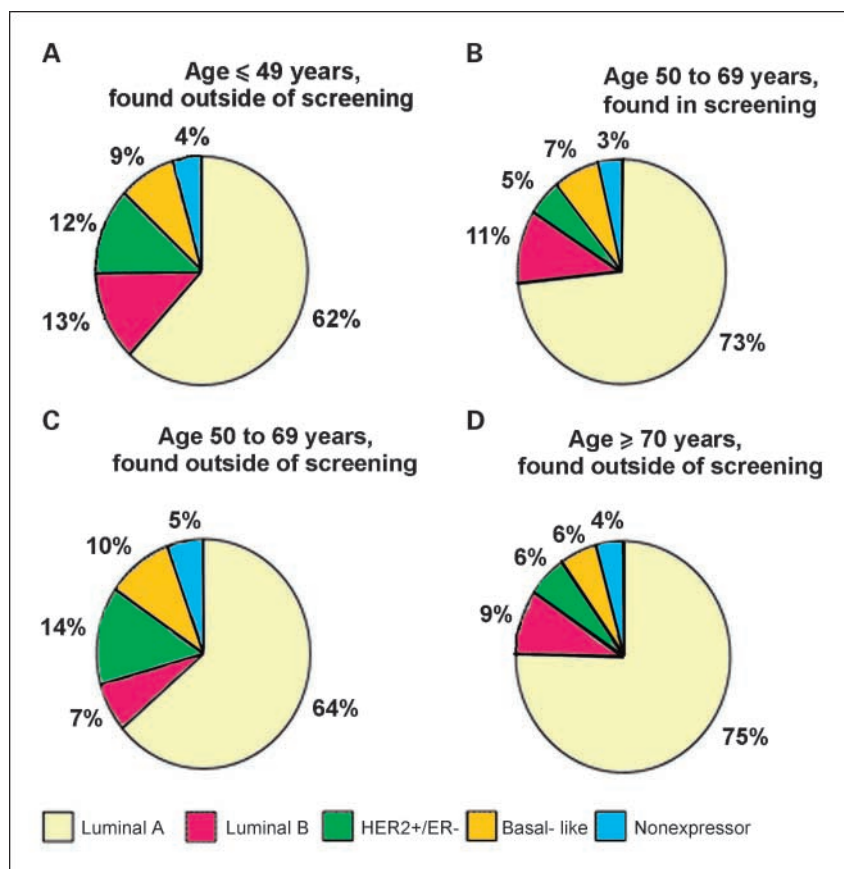 A
Age ⩽ 49 years,
found outside of screening
4%
9%
12%
13%
62%
B
Age 50 to 69 years,
found in screening
3%
7%
5%
11%
73%
C
Age 50 to 69 years,
found outside of screening
5%
10%
14%
7%
64%
D
Age ⩾ 70 years,
found outside of screening
4%
6%
6%
9%
75%
Luminal A Luminal B HER2+/ER- Basal- like Nonexpressor